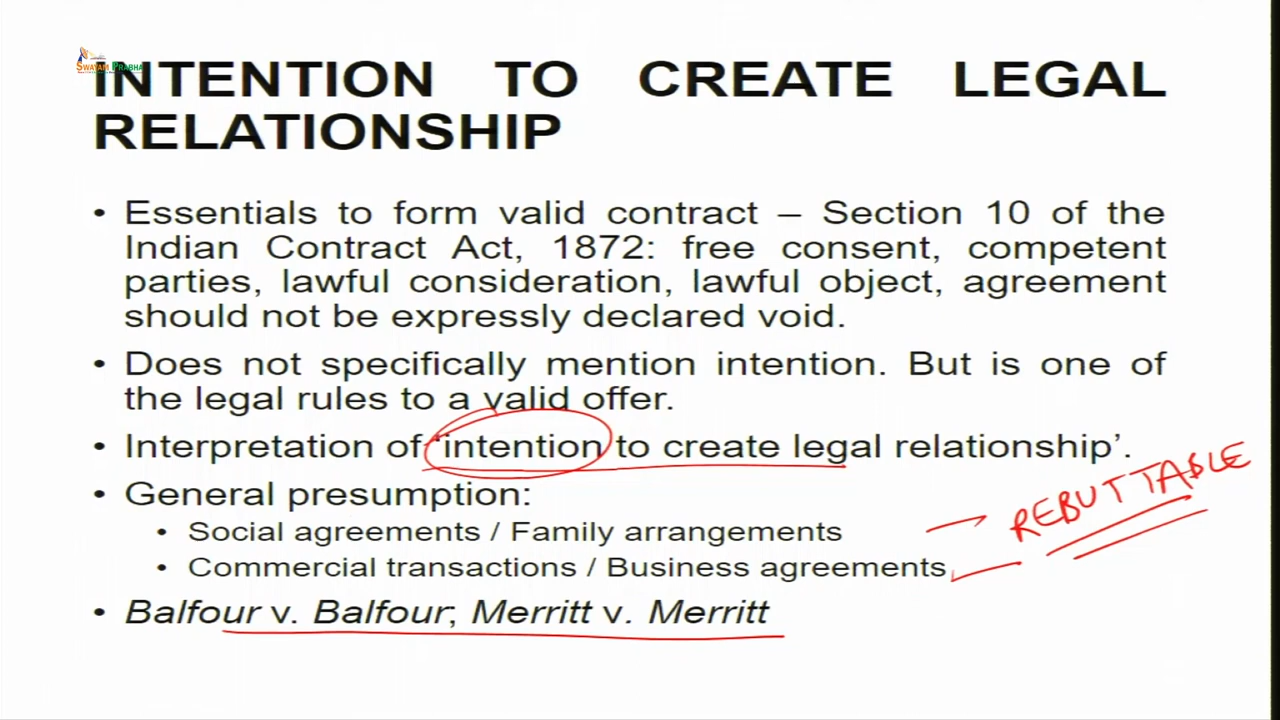 SWAYAM PRABHA
INTENTION TO CREATE LEGAL
RELATIONSHIP
• Essentials to form valid contract – Section 10 of the
Indian Contract Act, 1872: free consent, competent
parties, lawful consideration, lawful object, agreement
should not be expressly declared void.
• Does not specifically mention intention. But is one of
the legal rules to a valid offer.
• Interpretation of ‘intention to create legal relationship’.
• General presumption:
• Social agreements / Family arrangements
REBUTTABLE
• Commercial transactions / Business agreements
• Balfour v. Balfour; Merritt v. Merritt